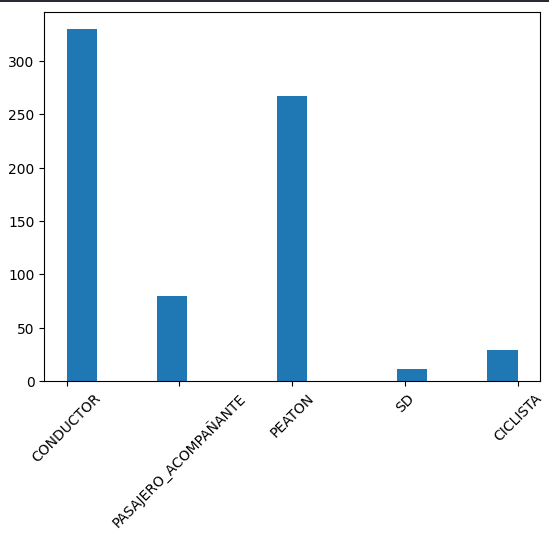 300
250
200
150
100
50
0
CONDUCTOR
PASAJERO_ACOMPAÑANTE
PEATON
SD
CICLISTA